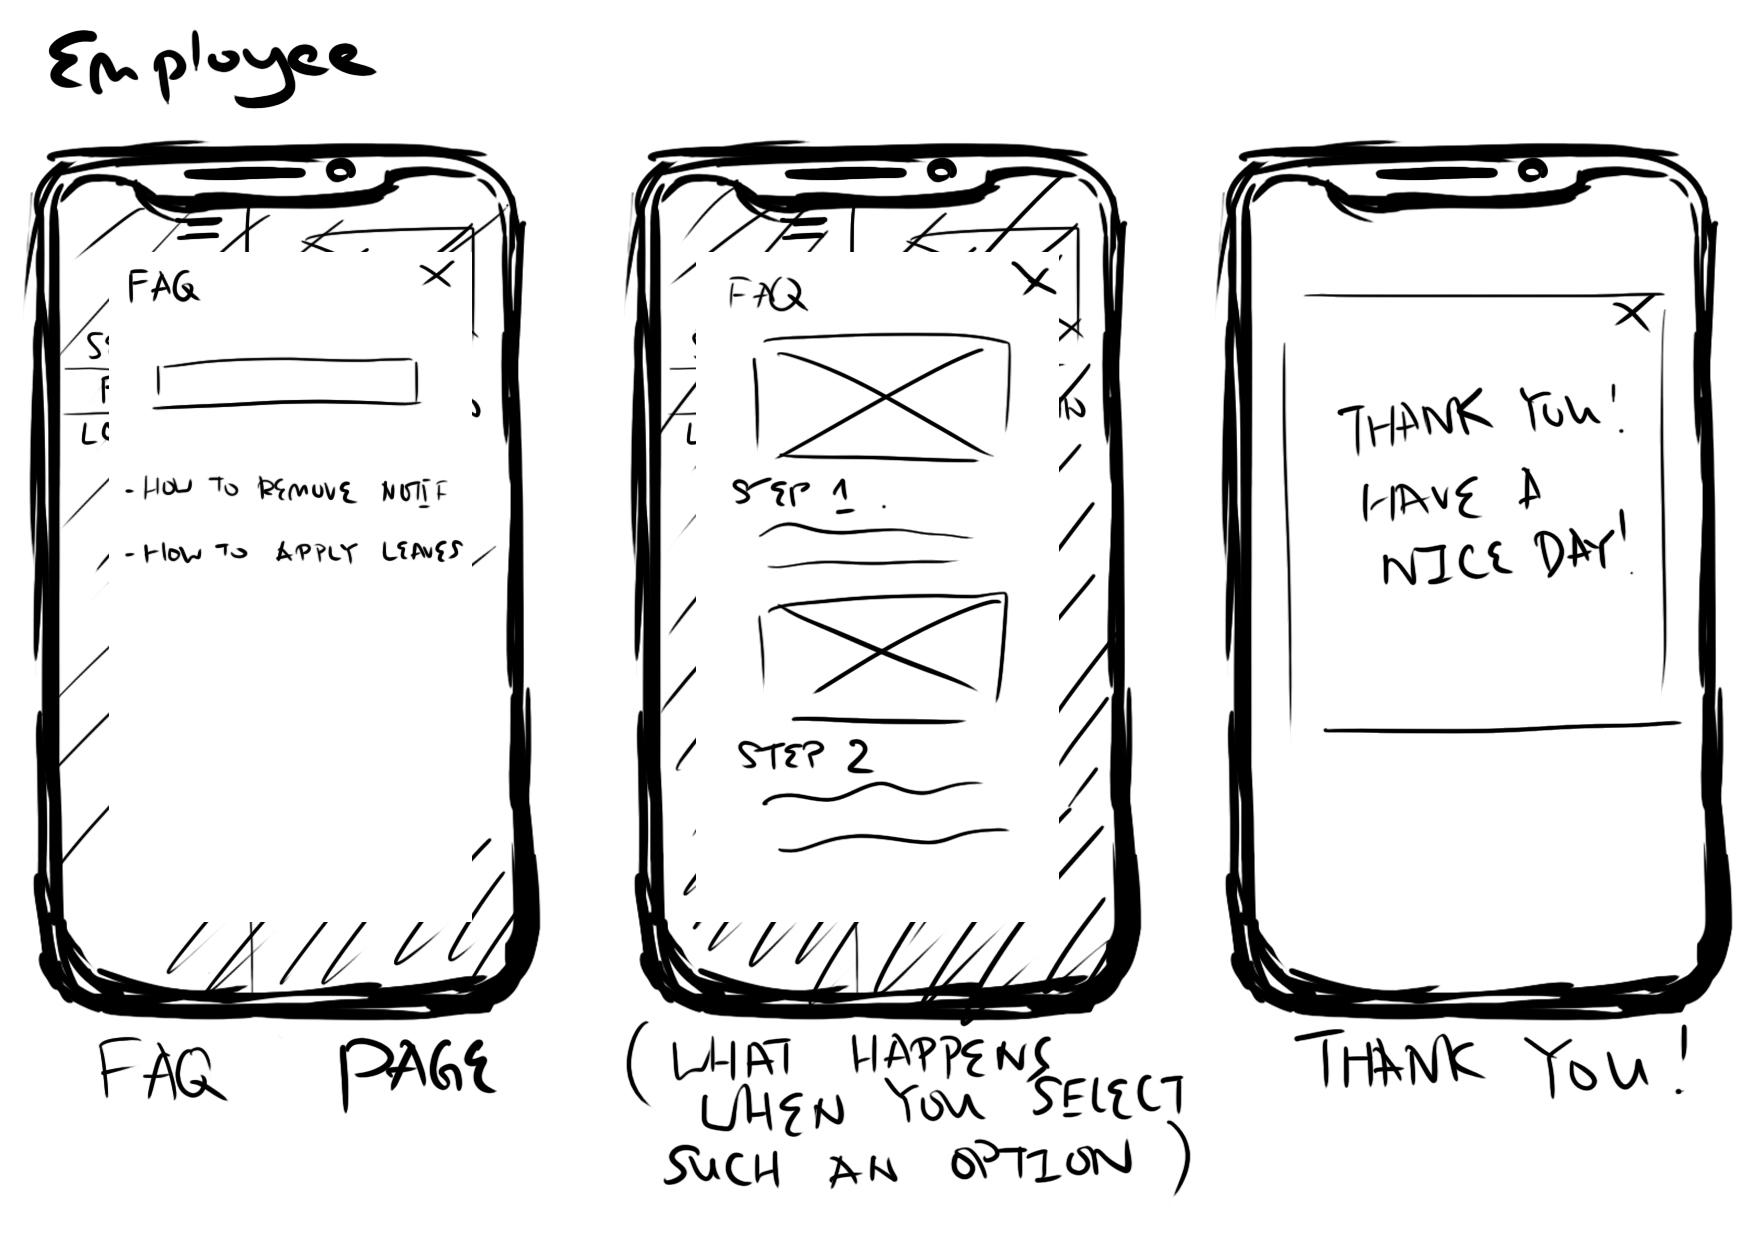 Employee
FAQ
X
- HOW TO REMOVE NOTIF
- HOW TO APPLY LEAVES
FAQ PAGE
FAQ
X
STEP 1.
STEP 2
(WHAT HAPPENS
WHEN YOU SELECT
SUCH AN OPTION)
X
THANK YOU!
HAVE A
NICE DAY!
THANK YOU!